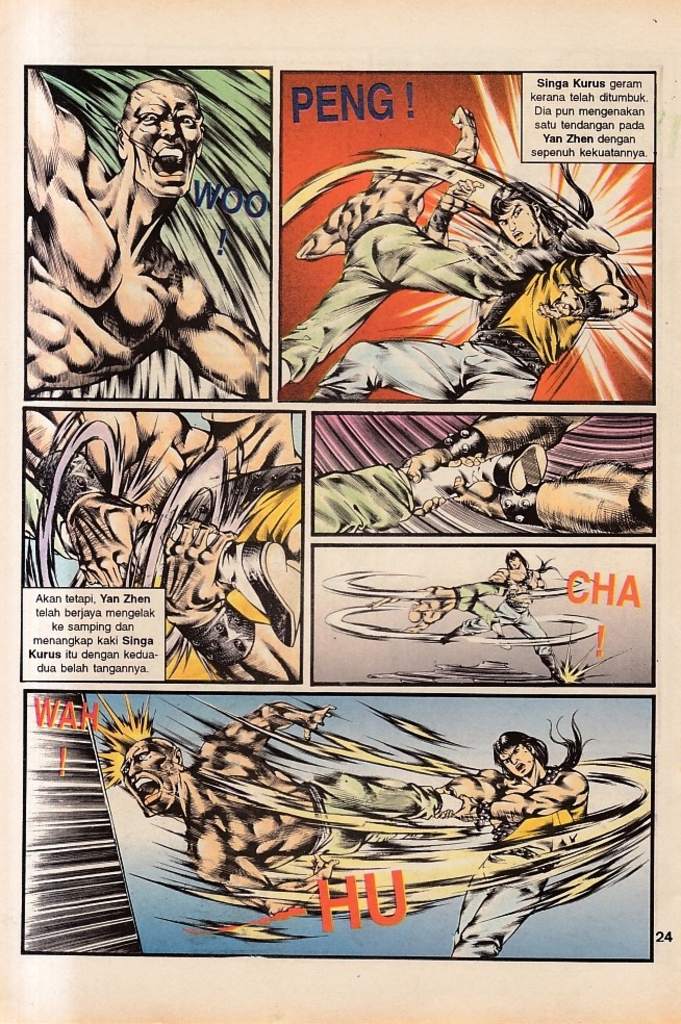 WOO
!
PENG !
Singa Kurus geram
kerana telah ditumbuk.
Dia pun mengenakan
satu tendangan pada
Yan Zhen dengan
sepenuh kekuatannya.
Akan tetapi, Yan Zhen
telah berjaya mengelak
ke samping dan
menangkap kaki Singa
Kurus itu dengan kedua-
dua belah tangannya.
CHA
!
WAH
!
HU
24